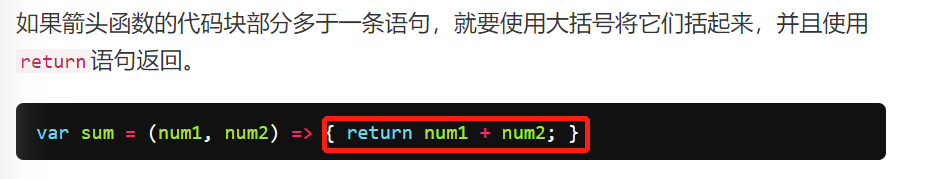 如果箭头函数的代码块部分多于一条语句，就要使用大括号将它们括起来，并且使用
return语句返回。
var sum = (num1, num2) => { return num1 + num2; }